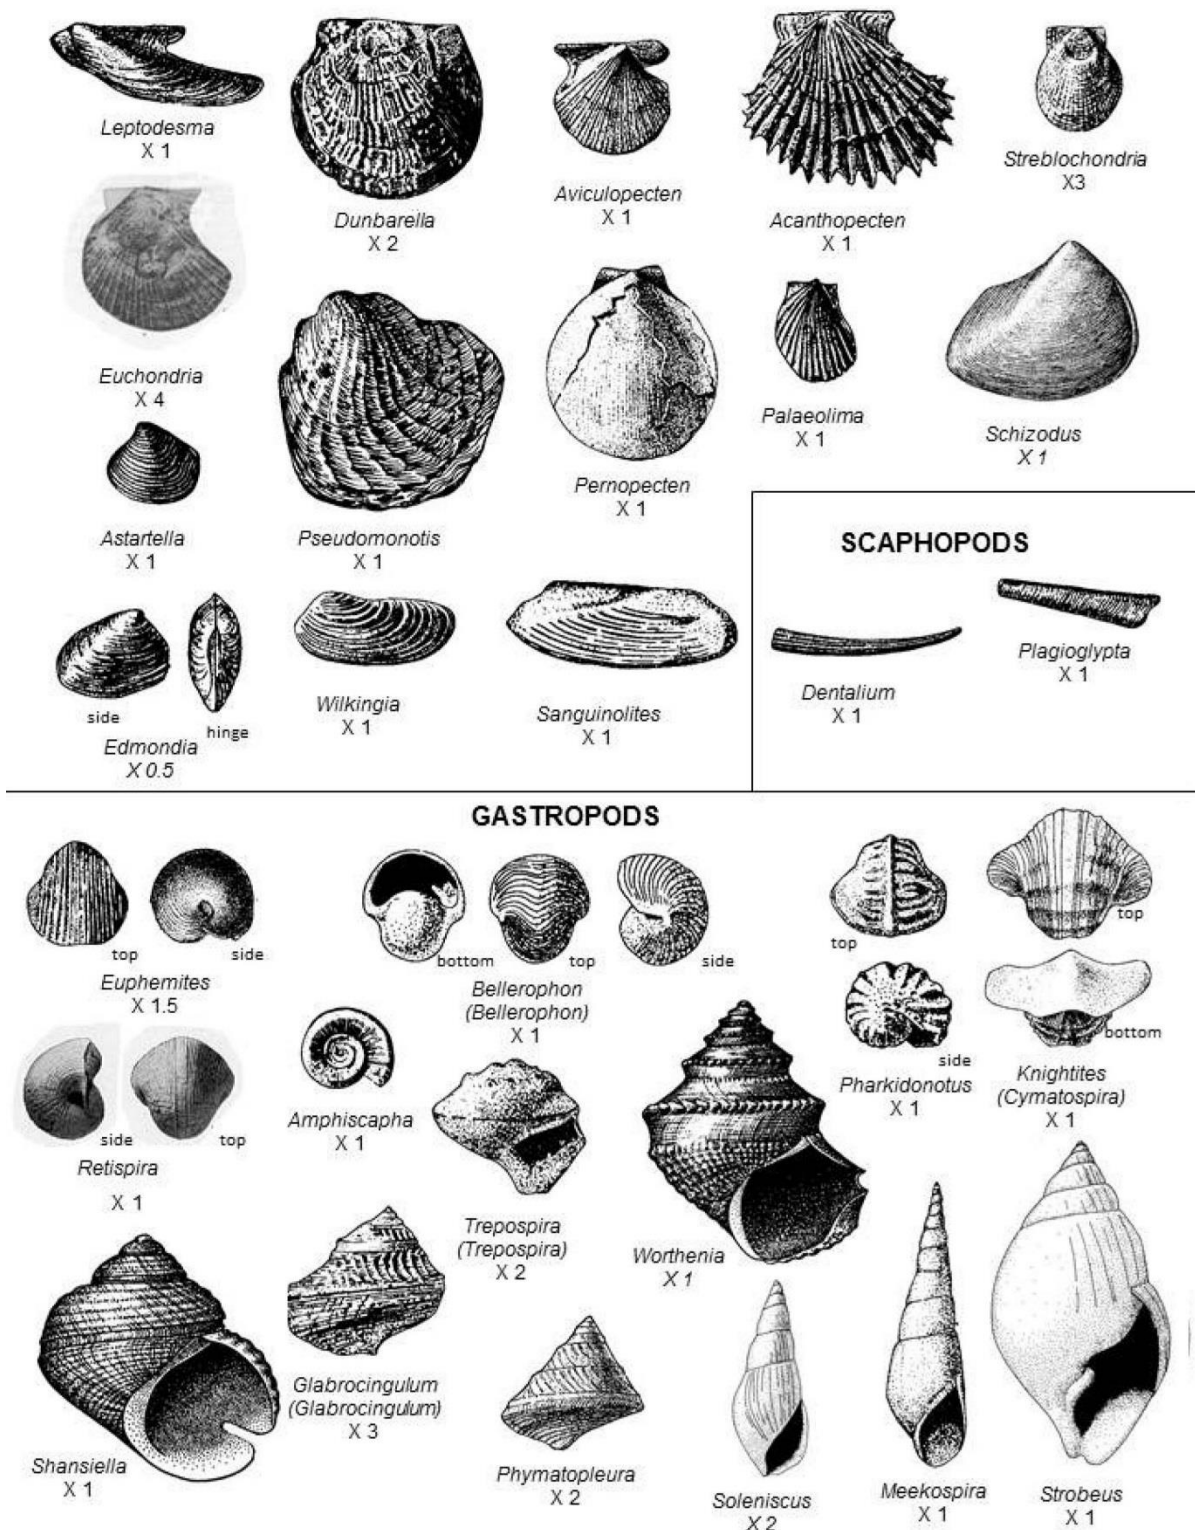 Leptodesma
X 1
Dunbarella
X 2
Aviculopecten
X 1
Acanthopecten
X 1
Streblochondria
X3
Euchondria
X 4
Pseudomonotis
X 1
Pernopecten
X 1
Palaeolima
X 1
Schizodus
X 1
Astartella
X 1
side
hinge
Edmondia
X 0.5
Wilkingia
X 1
Sanguinolites
X 1
SCAPHOPODS
Dentalium
X 1
Plagioglypta
X 1
GASTROPODS
top
side
Euphemites
X 1.5
bottom
top
side
Bellerophon
(Bellerophon)
X 1
top
side
Pharkidonotus
X 1
top
bottom
Knightites
(Cymatospira)
X 1
side
top
Retispira
X 1
Amphiscapha
X 1
Trepospira
(Trepospira)
X 2
Worthenia
X 1
Shansiella
X 1
Glabrocingulum
(Glabrocingulum)
X 3
Phymatopleura
X 2
Soleniscus
X 2
Meekospira
X 1
Strobeus
X 1